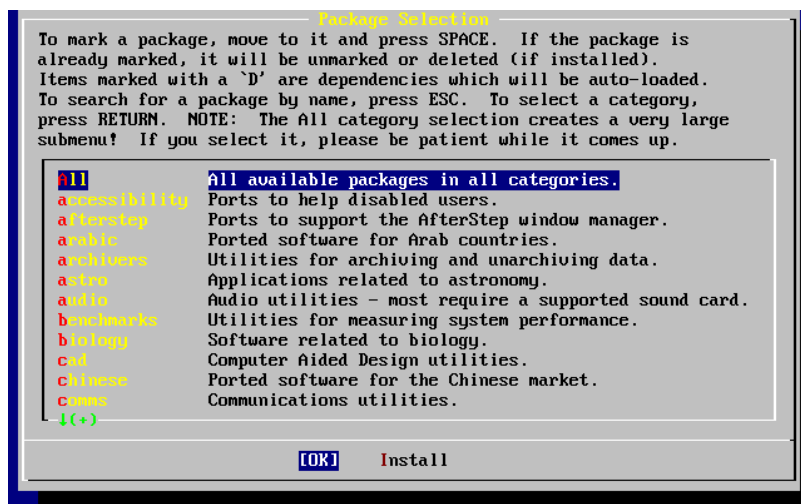 Package Selection
To mark a package, move to it and press SPACE.  If the package is
already marked, it will be unmarked or deleted (if installed).
Items marked with a `D' are dependencies which will be auto-loaded.
To search for a package by name, press ESC.  To select a category,
press RETURN.  NOTE:  The All category selection creates a very large
submenu!  If you select it, please be patient while it comes up.
All All available packages in all categories.
accessibility Ports to help disabled users.
afterstep Ports to support the AfterStep window manager.
arabic Ported software for Arab countries.
archivers Utilities for archiving and unarchiving data.
astro Applications related to astronomy.
audio Audio utilities - most require a supported sound card.
benchmarks Utilities for measuring system performance.
biology Software related to biology.
cad Computer Aided Design utilities.
chinese Ported software for the Chinese market.
comms Communications utilities.
↓(+)
[OK] Install